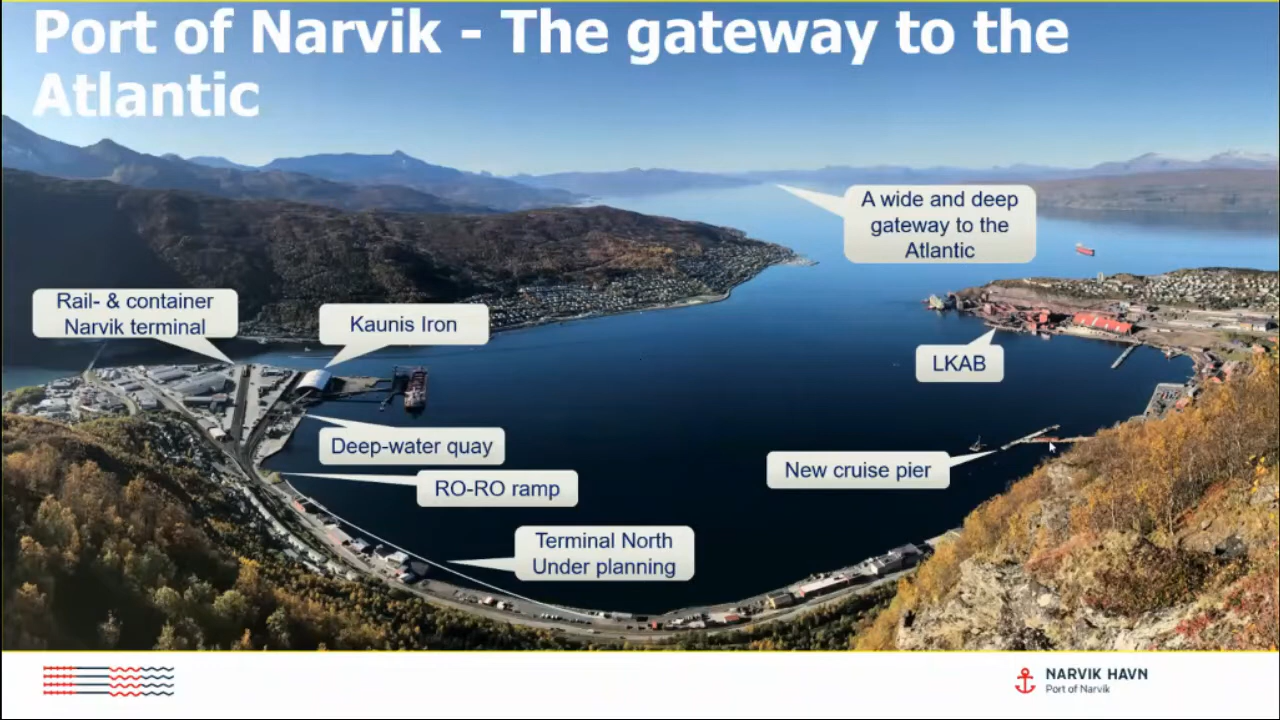 Port of Narvik - The gateway to the
Atlantic
A wide and deep
gateway to the
Atlantic
Rail- & container
Narvik terminal
Kaunis Iron
LKAB
Deep-water quay
New cruise pier
RO-RO ramp
Terminal North
Under planning
NARVIK HAVN
Port of Narvik